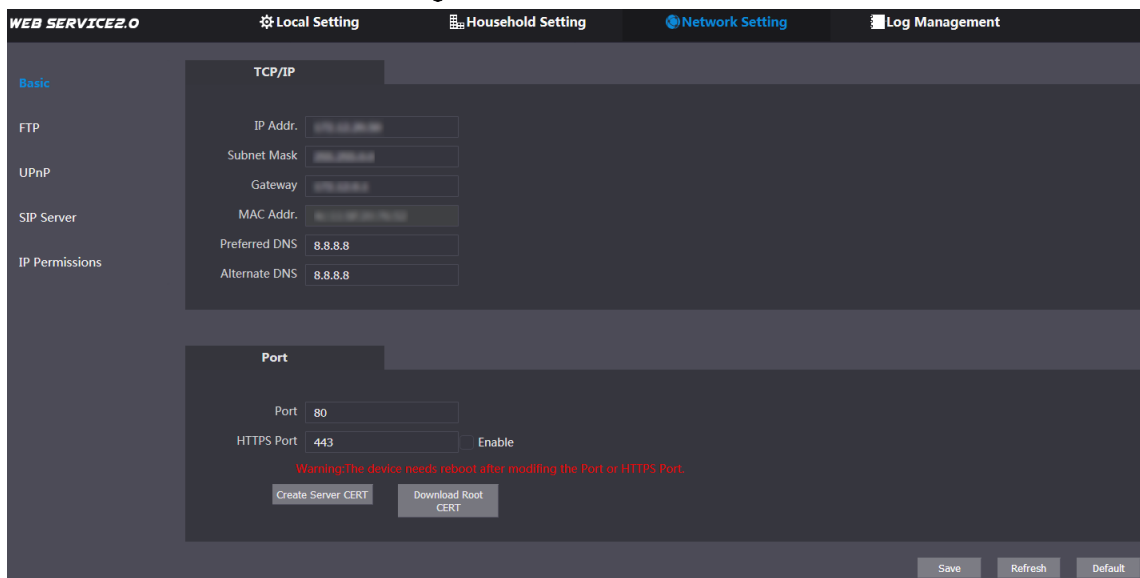 WEB SERVICE2.0 Local Setting Household Setting Network Setting Log Management
Basic
FTP
UPnP
SIP Server
IP Permissions
TCP/IP
IP Addr.
Subnet Mask
Gateway
MAC Addr.
Preferred DNS 8.8.8.8
Alternate DNS 8.8.8.8
Port
Port 80
HTTPS Port 443 Enable
Warning:The device needs reboot after modifing the Port or HTTPS Port.
Create Server CERT
Download Root
CERT
Save Refresh Default